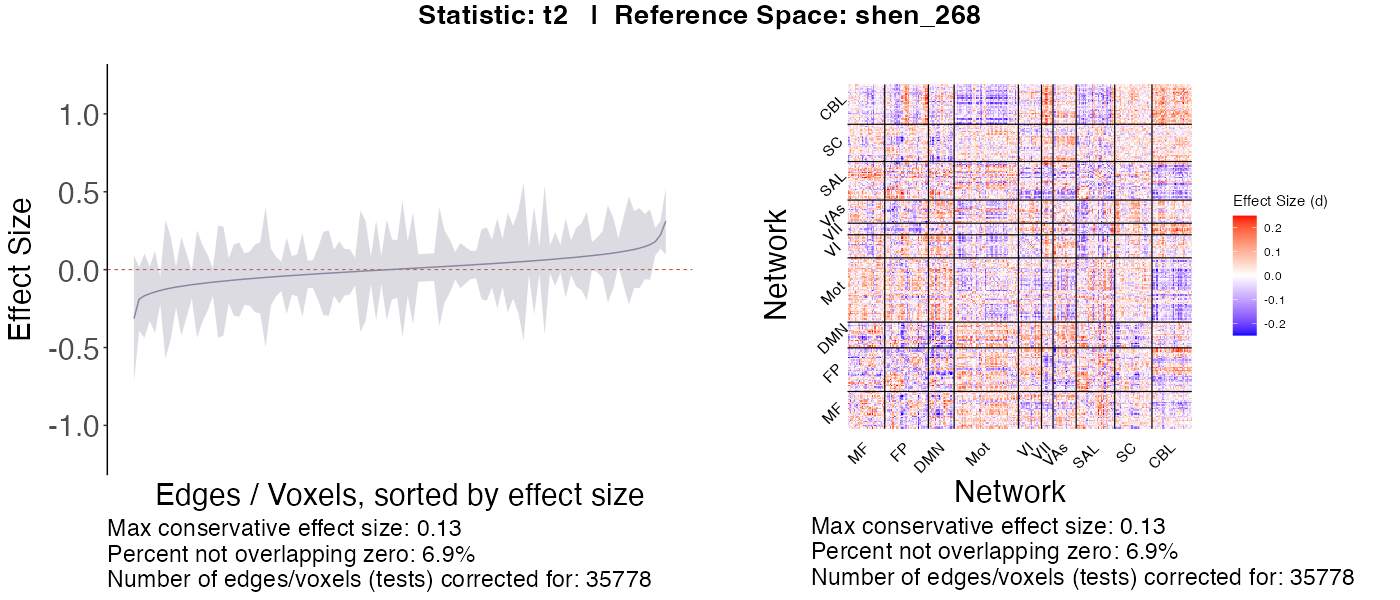 Statistic: t2 | Reference Space: shen_268
Effect Size
1.0
0.5
0.0
-0.5
-1.0
Edges / Voxels, sorted by effect size
Max conservative effect size: 0.13
Percent not overlapping zero: 6.9%
Number of edges/voxels (tests) corrected for: 35778
Network
CBL
SC
SAL
VAs
VII
VI
Mot
DMN
FP
MF
MF
FP
DMN
Mot
VI
VII
VAs
SAL
SC
CBL
Network
Effect Size (d)
0.2
0.1
0.0
-0.1
-0.2
Max conservative effect size: 0.13
Percent not overlapping zero: 6.9%
Number of edges/voxels (tests) corrected for: 35778